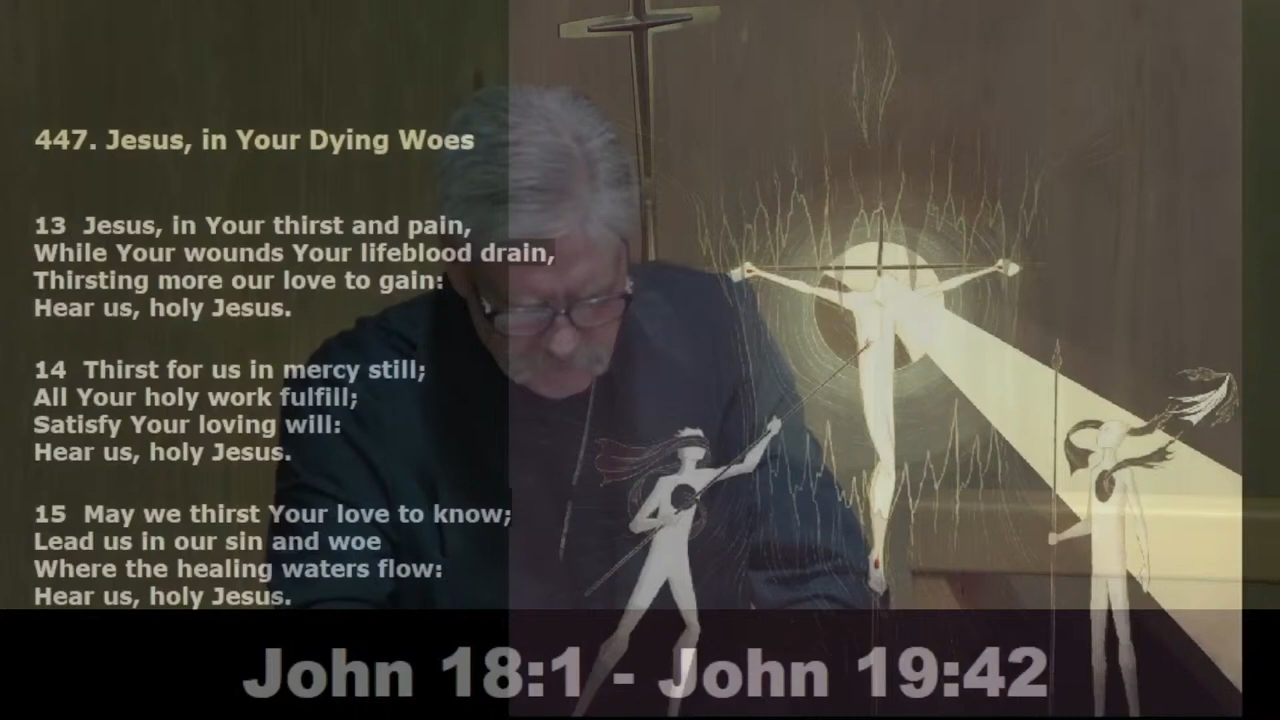 447. Jesus, in Your Dying Woes
13 Jesus, in Your thirst and pain,
While Your wounds Your lifeblood drain,
Thirsting more our love to gain:
Hear us, holy Jesus.
14 Thirst for us in mercy still;
All Your holy work fulfill;
Satisfy Your loving will:
Hear us, holy Jesus.
15 May we thirst Your love to know;
Lead us in our sin and woe
Where the healing waters flow:
Hear us, holy Jesus.
John 18:1 - John 19:42